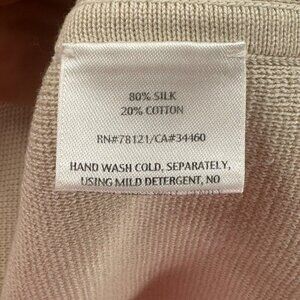 80% SILK
20% COTTON
RN#78121/CA#34460
HAND WASH COLD, SEPARATELY,
USING MILD DETERGENT, NO